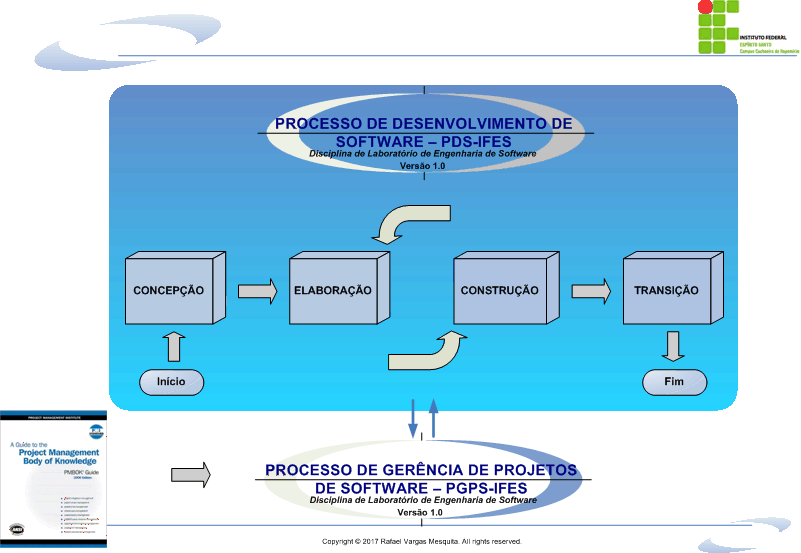 INSTITUTO FEDERAL
ESPÍRITO SANTO
Campus Cachoeiro de Itapemirim
PROCESSO DE DESENVOLVIMENTO DE
SOFTWARE – PDS-IFES
Disciplina de Laboratório de Engenharia de Software
Versão 1.0
CONCEPÇÃO
ELABORAÇÃO
CONSTRUÇÃO
TRANSIÇÃO
Início
Fim
PROJECT MANAGEMENT INSTITUTE
A Guide to the
Project Management
Body of Knowledge
PMBOK® Guide
2000 Edition
ANSI
PROCESSO DE GERÊNCIA DE PROJETOS
DE SOFTWARE – PGPS-IFES
Disciplina de Laboratório de Engenharia de Software
Versão 1.0
Copyright © 2017 Rafael Vargas Mesquita. All rights reserved.